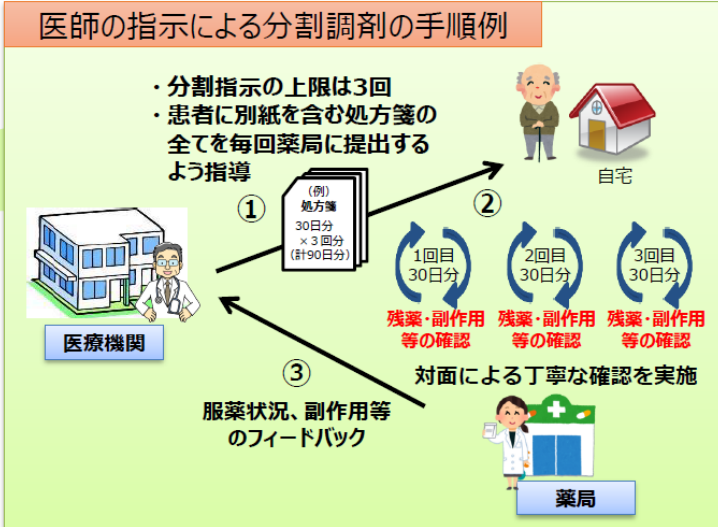 医師の指示による分割調剤の手順例
・分割指示の上限は3回
・患者に別紙を含む処方箋の
全てを毎回薬局に提出する
よう指導
①
(例)
処方箋
30日分
×3回分
(計90日分)
自宅
②
1回目
30日分
残薬・副作用
等の確認
2回目
30日分
残薬・副作用
等の確認
3回目
30日分
残薬・副作用
等の確認
医療機関
対面による丁寧な確認を実施
③
服薬状況、副作用等
のフィードバック
薬局